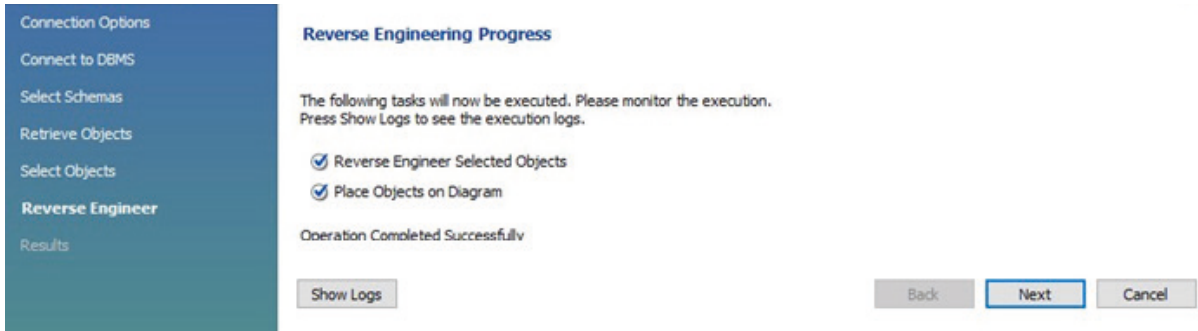 Connection Options
Connect to DBMS
Select Schemas
Retrieve Objects
Select Objects
Reverse Engineer
Results
Reverse Engineering Progress
The following tasks will now be executed. Please monitor the execution.
Press Show Logs to see the execution logs.
Reverse Engineer Selected Objects
Place Objects on Diagram
Operation Completed Successfully
Show Logs
Back
Next
Cancel